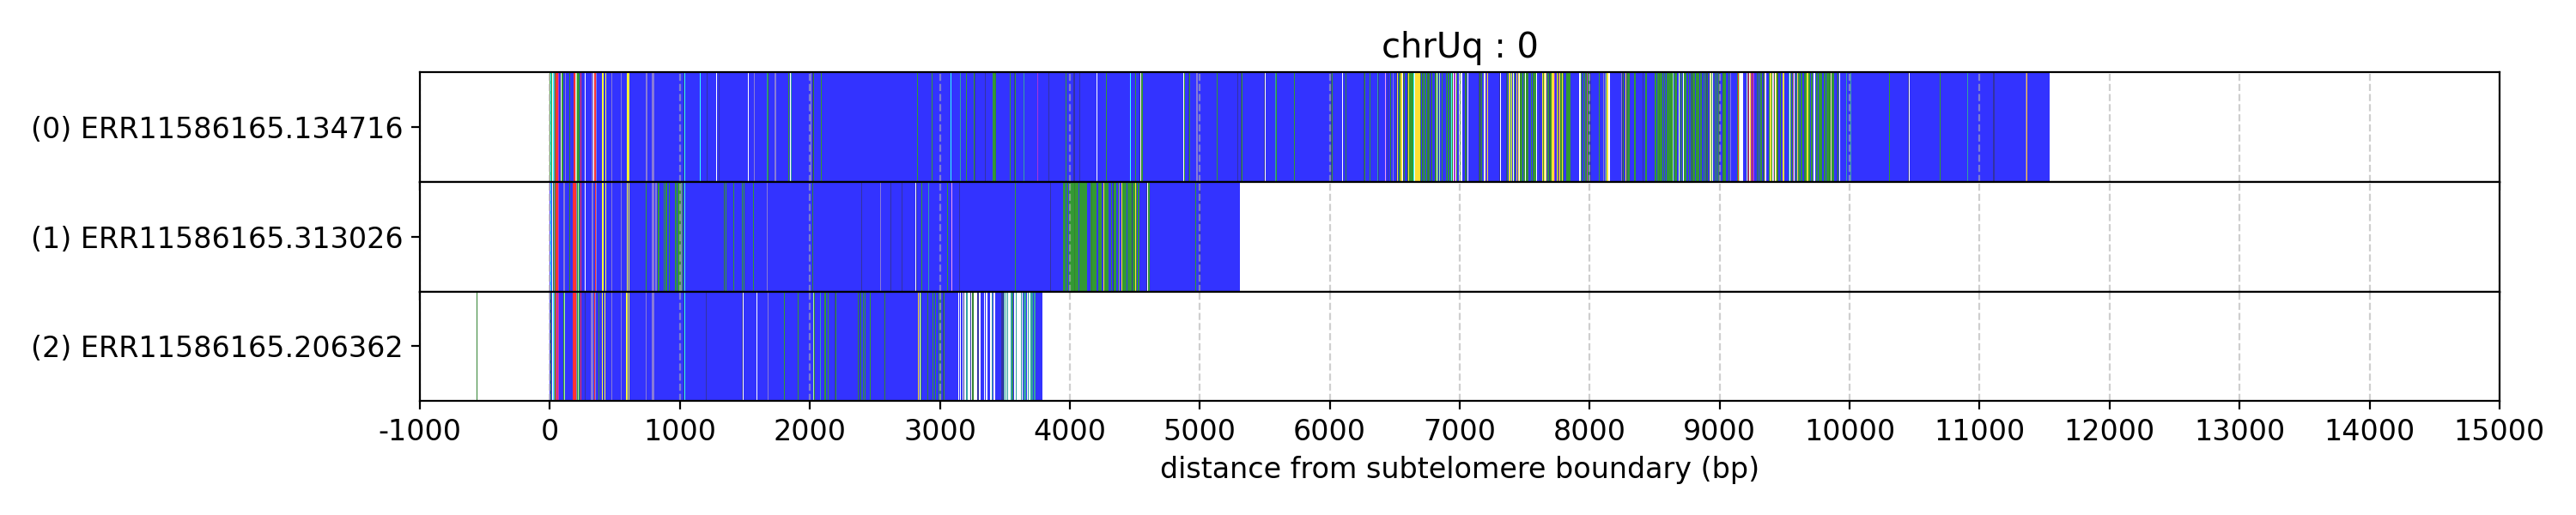 chrUq : 0
(0) ERR11586165.134716
(1) ERR11586165.313026
(2) ERR11586165.206362
-1000 0 1000 2000 3000 4000 5000 6000 7000 8000 9000 10000 11000 12000 13000 14000 15000
distance from subtelomere boundary (bp)